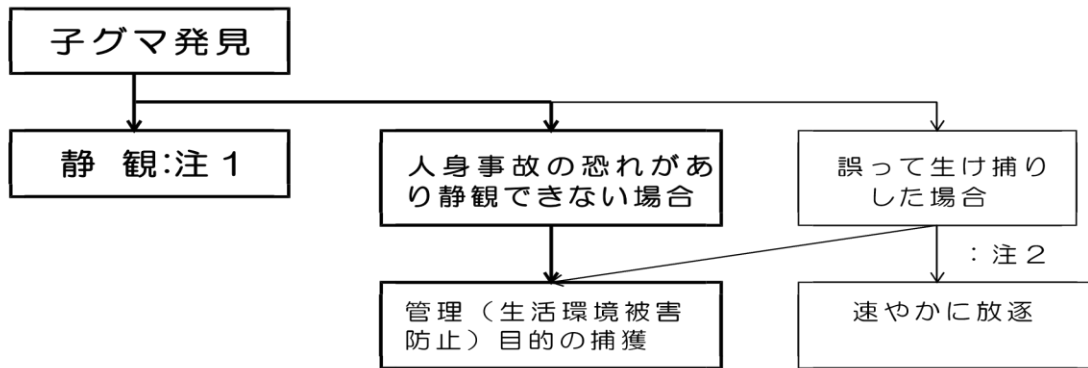 子グマ発見
静 観:注1
人身事故の恐れがあ
り静観できない場合
誤って生け捕り
した場合
:注2
管理(生活環境被害
防止)目的の捕獲
速やかに放逐